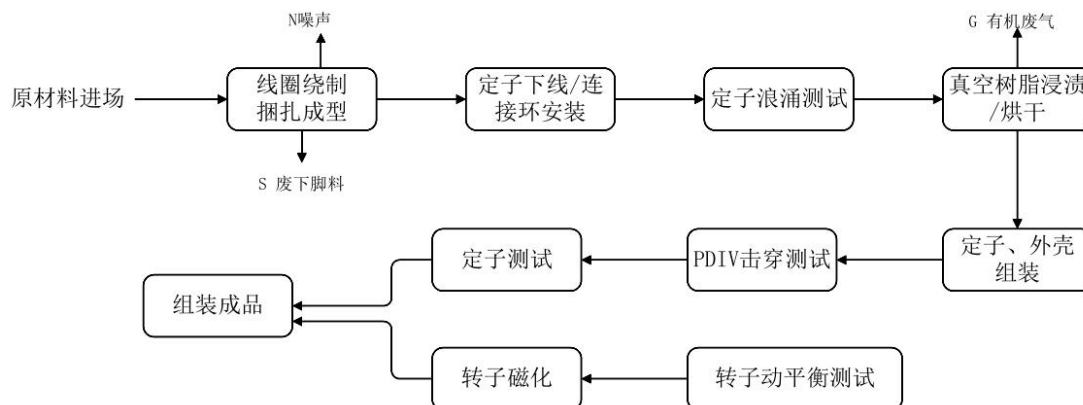 N噪声
G 有机废气
原材料进场
线圈绕制
捆扎成型
定子下线/连
接环安装
定子浪涌测试
真空树脂浸渍
/烘干
S 废下脚料
定子、外壳
组装
PDIV击穿测试
定子测试
组装成品
转子磁化
转子动平衡测试